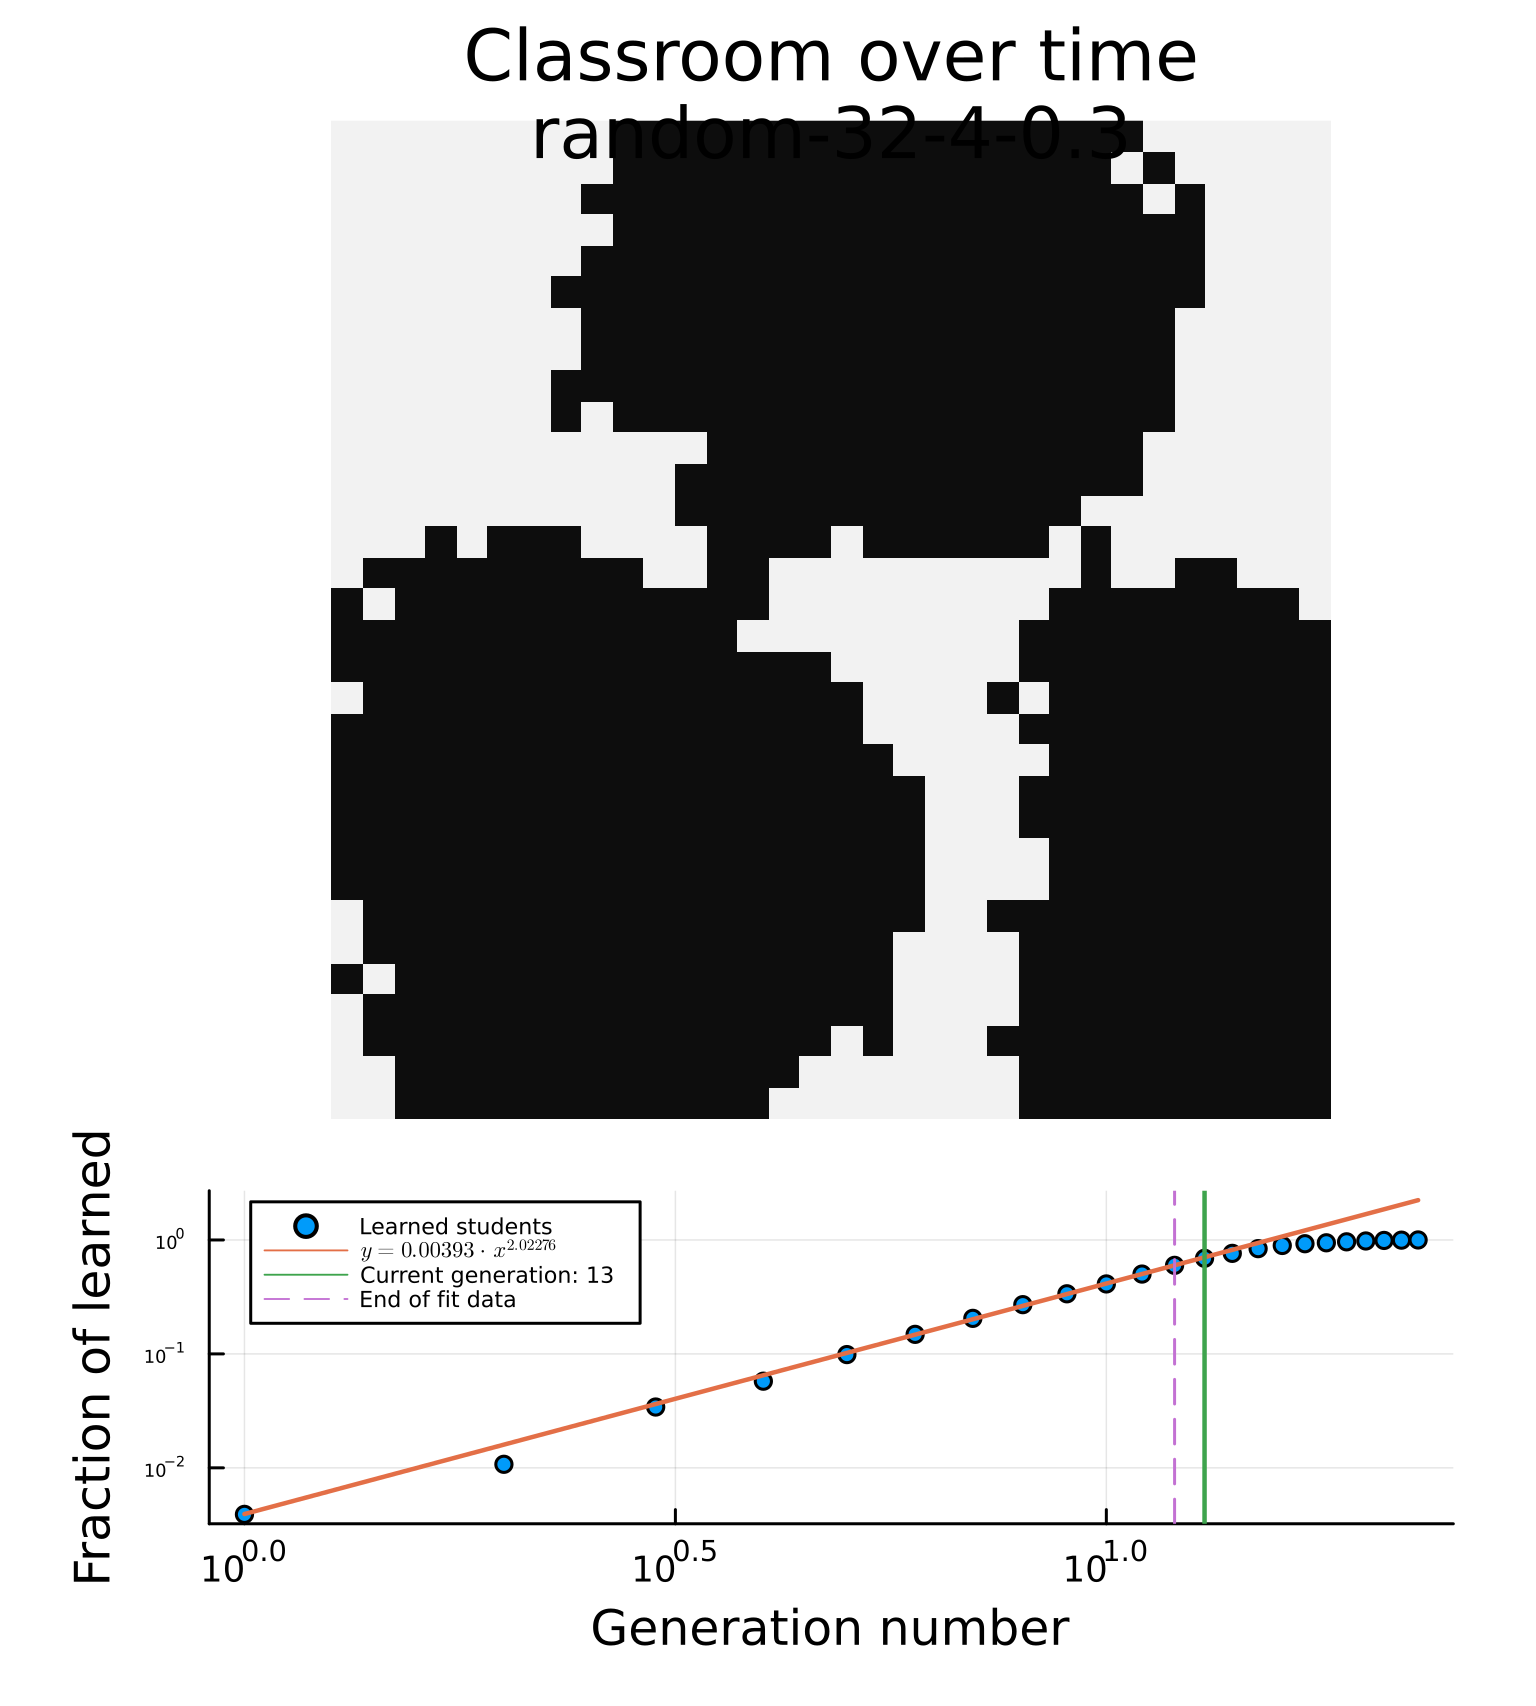 Classroom over time
random-32-4-0.3
Fraction of learned
10⁰
10⁻¹
10⁻²
Learned students
y = 0.00393 · x^2.02276
Current generation: 13
End of fit data
10^0.0
10^0.5
10^1.0
Generation number